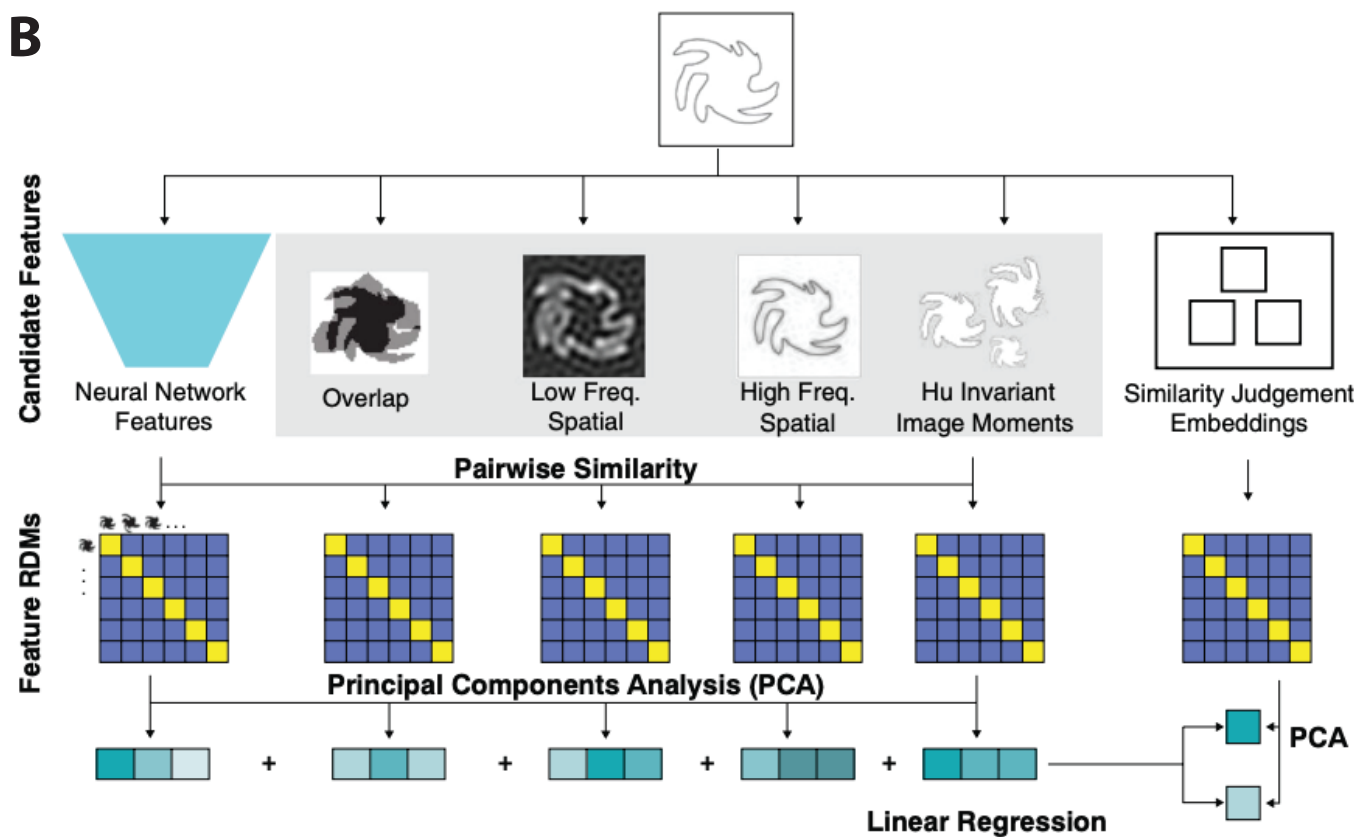 B
Candidate Features
Neural Network
Features
Overlap
Low Freq.
Spatial
High Freq.
Spatial
Hu Invariant
Image Moments
Similarity Judgement
Embeddings
Pairwise Similarity
Feature RDMs
...
...
Principal Components Analysis (PCA)
+
+
+
+
PCA
Linear Regression